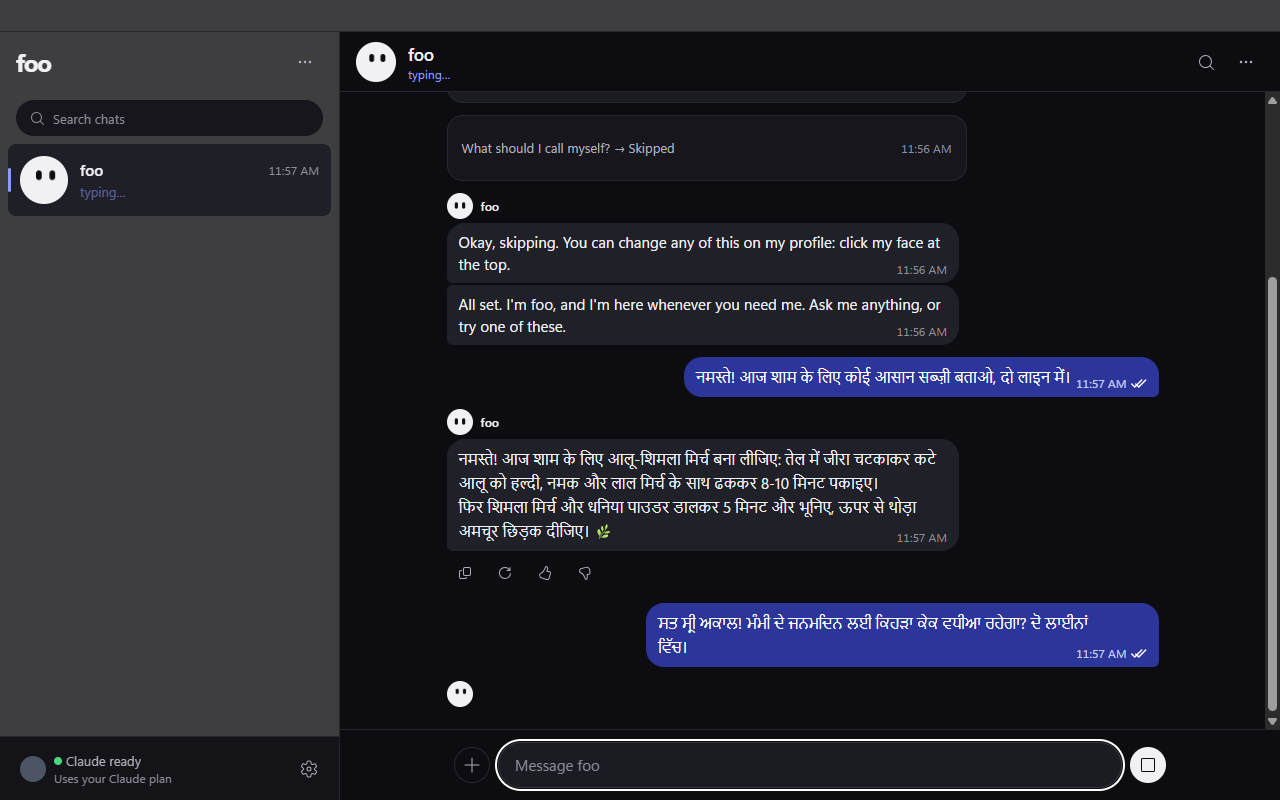 foo
Search chats
foo
11:57 AM
typing...
Claude ready
Uses your Claude plan
foo
typing...
What should I call myself? → Skipped
11:56 AM
foo
Okay, skipping. You can change any of this on my profile: click my face at
the top.
11:56 AM
All set. I'm foo, and I'm here whenever you need me. Ask me anything, or
try one of these.
11:56 AM
नमस्ते! आज शाम के लिए कोई आसान सब्ज़ी बताओ, दो लाइन में।
11:57 AM
foo
नमस्ते! आज शाम के लिए आलू-शिमला मिर्च बना लीजिए: तेल में जीरा चटकाकर कटे
आलू को हल्दी, नमक और लाल मिर्च के साथ ढककर 8-10 मिनट पकाइए।
फिर शिमला मिर्च और धनिया पाउडर डालकर 5 मिनट और भूनिए, ऊपर से थोड़ा
अमचूर छिड़क दीजिए। 🌿
11:57 AM
ਸਤ ਸ੍ਰੀ ਅਕਾਲ! ਮੰਮੀ ਦੇ ਜਨਮਦਿਨ ਲਈ ਕਿਹੜਾ ਕੇਕ ਵਧੀਆ ਰਹੇਗਾ? ਦੋ ਲਾਈਨਾਂ
ਵਿੱਚ।
11:57 AM
Message foo